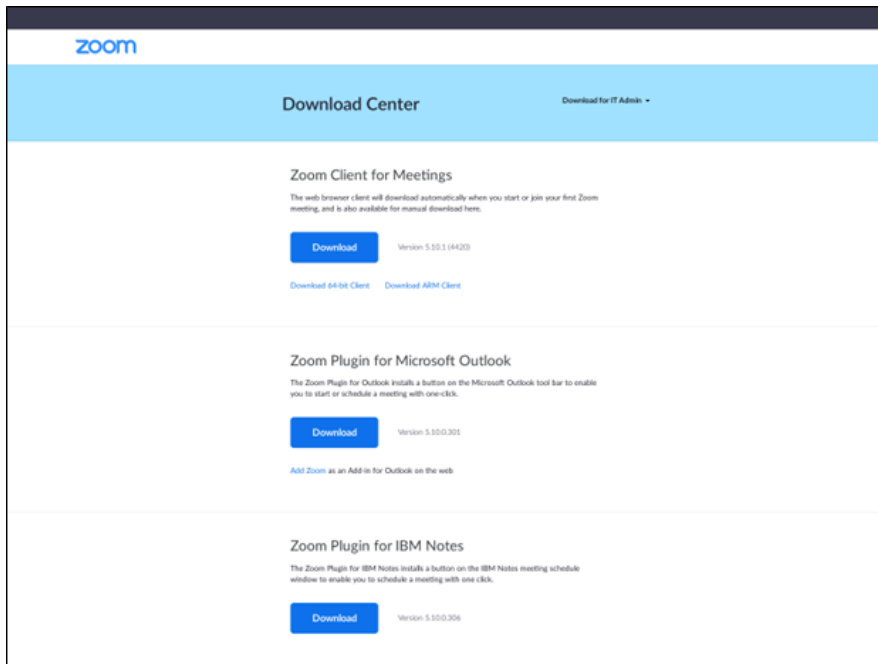 zoom
Download Center
Download for IT Admin
Zoom Client for Meetings
The web browser client will download automatically when you start or join your first Zoom
meeting, and is also available for manual download here.
Download Version 5.10.1 (4420)
Download 64-bit Client Download ARM Client
Zoom Plugin for Microsoft Outlook
The Zoom Plugin for Outlook installs a button on the Microsoft Outlook tool bar to enable
you to start or schedule a meeting with one-click.
Download Version 5.10.0.301
Add Zoom as an Add-in for Outlook on the web
Zoom Plugin for IBM Notes
The Zoom Plugin for IBM Notes installs a button on the IBM Notes meeting schedule
window to enable you to schedule a meeting with one click.
Download Version 5.10.0.306